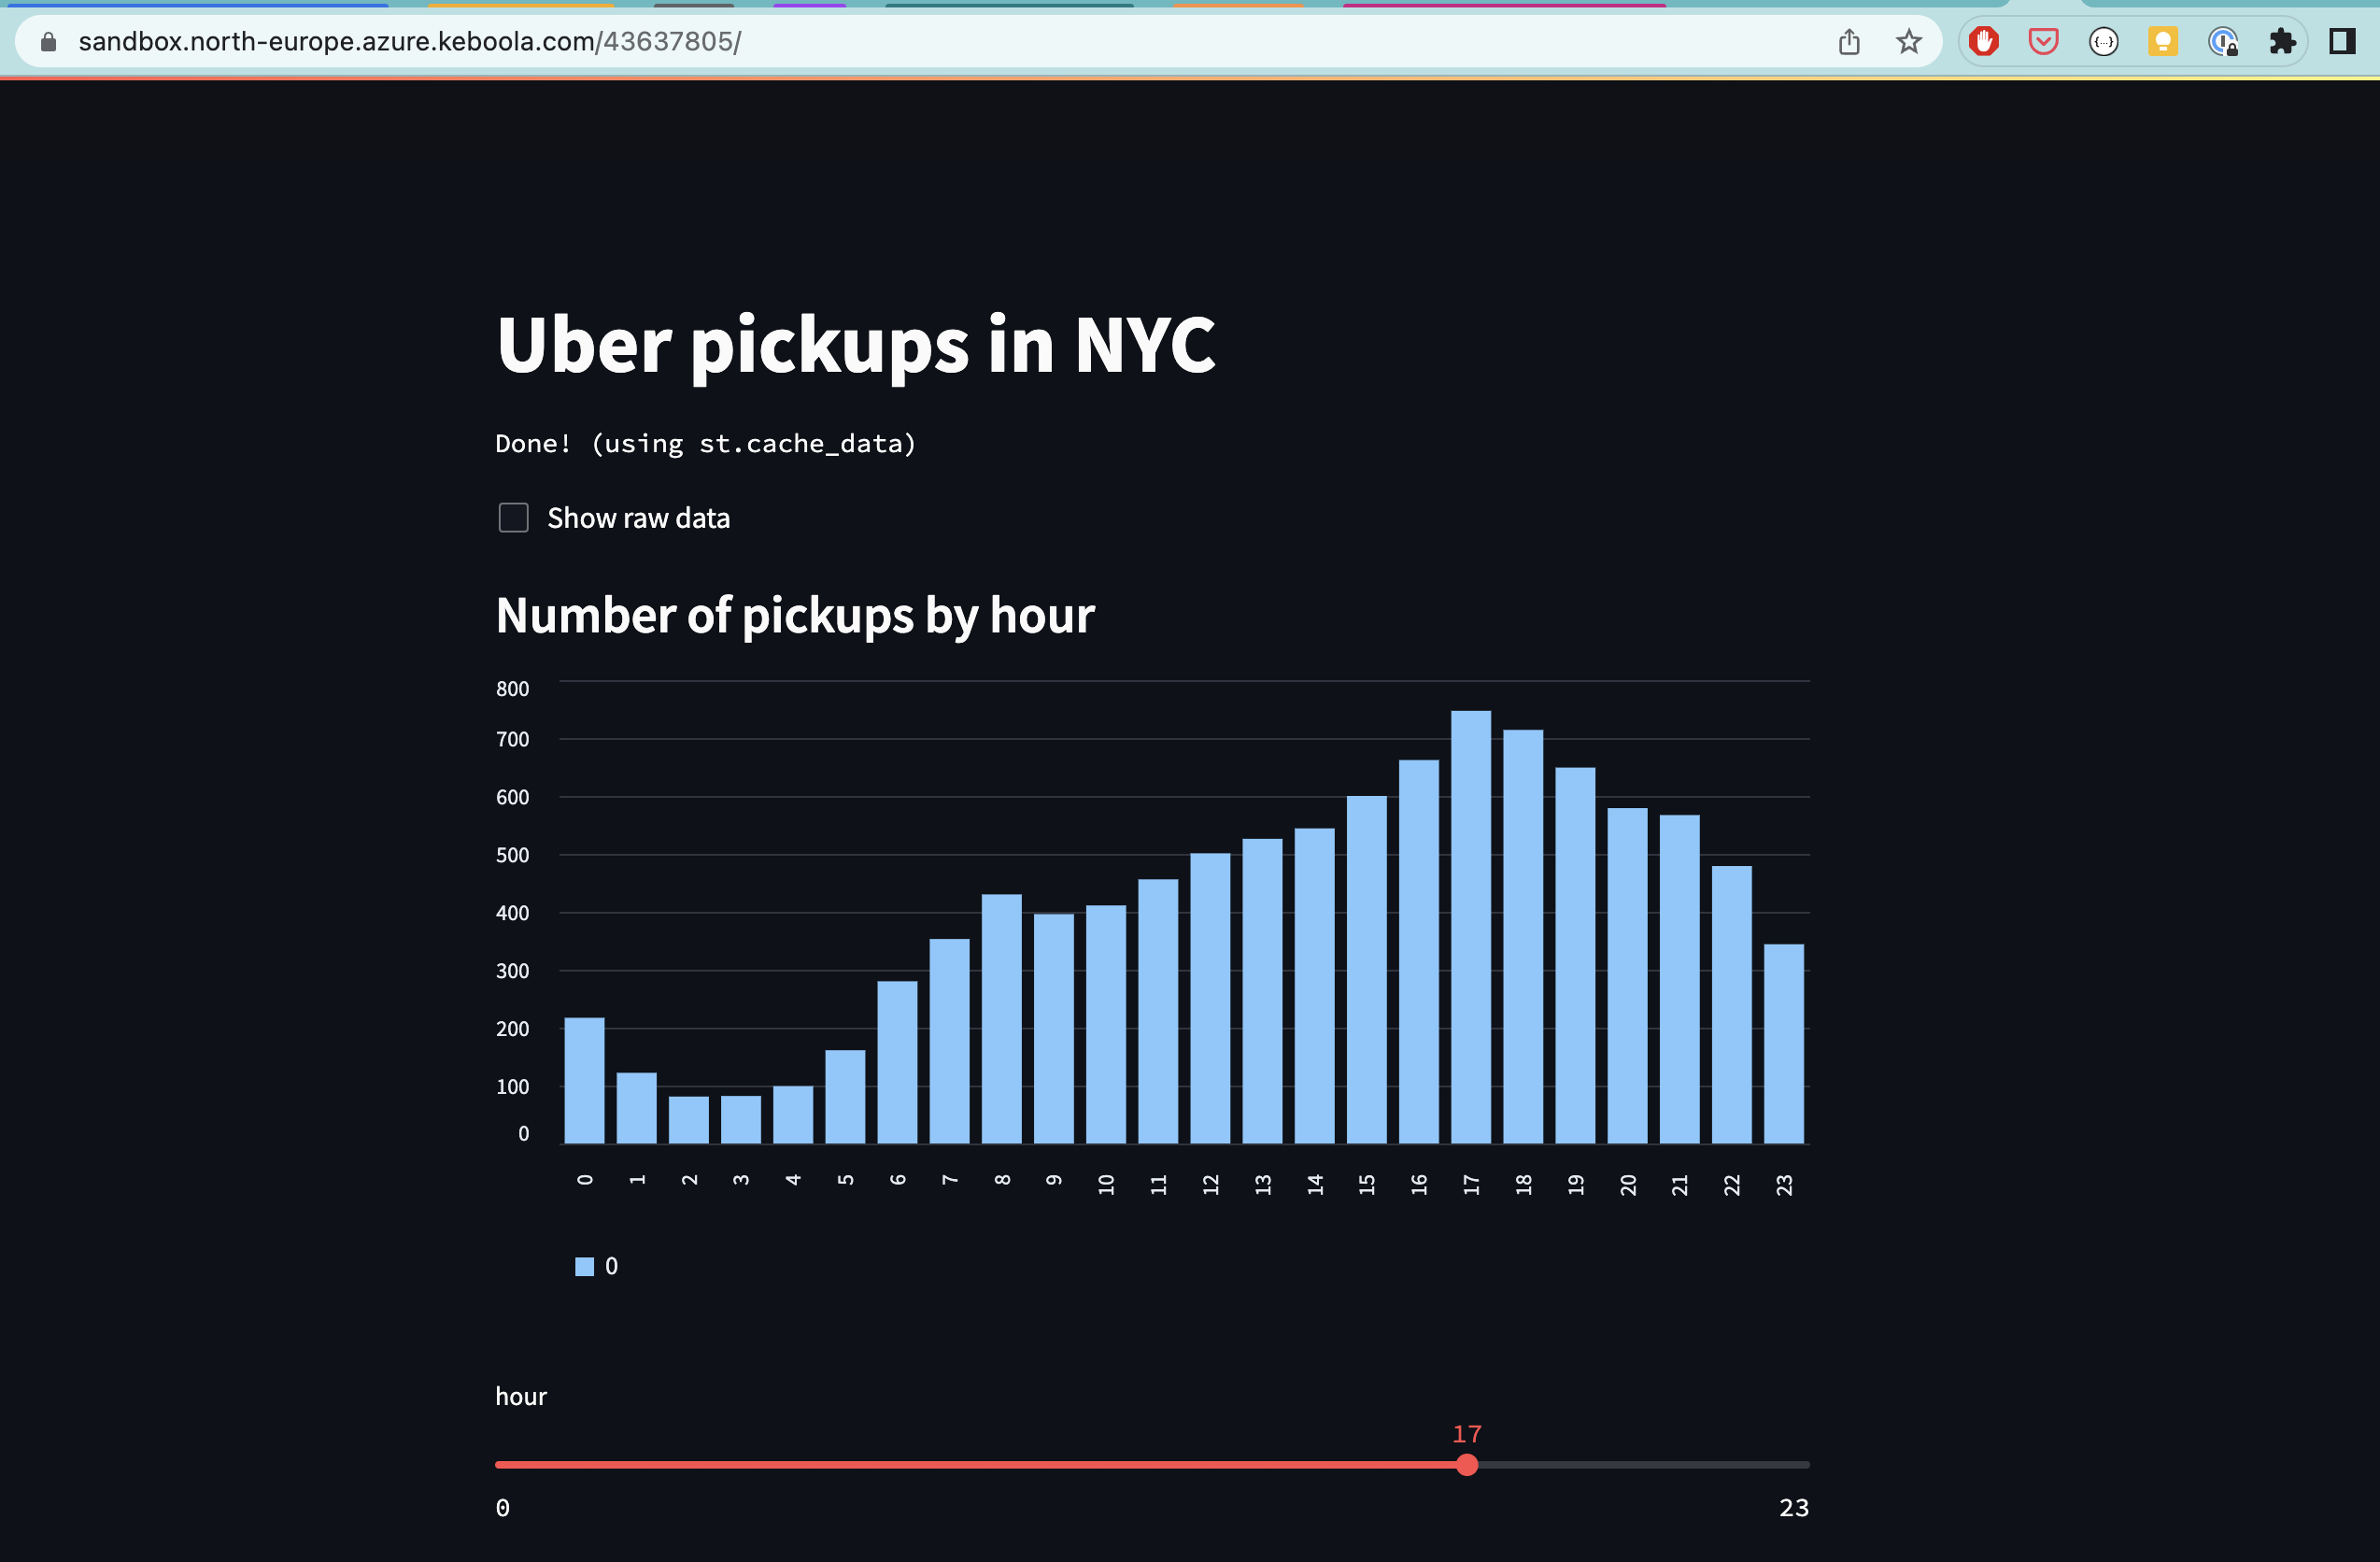 sandbox.north-europe.azure.keboola.com/43637805/
Uber pickups in NYC
Done! (using st.cache_data)
Show raw data
Number of pickups by hour
800
700
600
500
400
300
200
100
0
0 1 2 3 4 5 6 7 8 9 10 11 12 13 14 15 16 17 18 19 20 21 22 23
0
hour
17
0 23